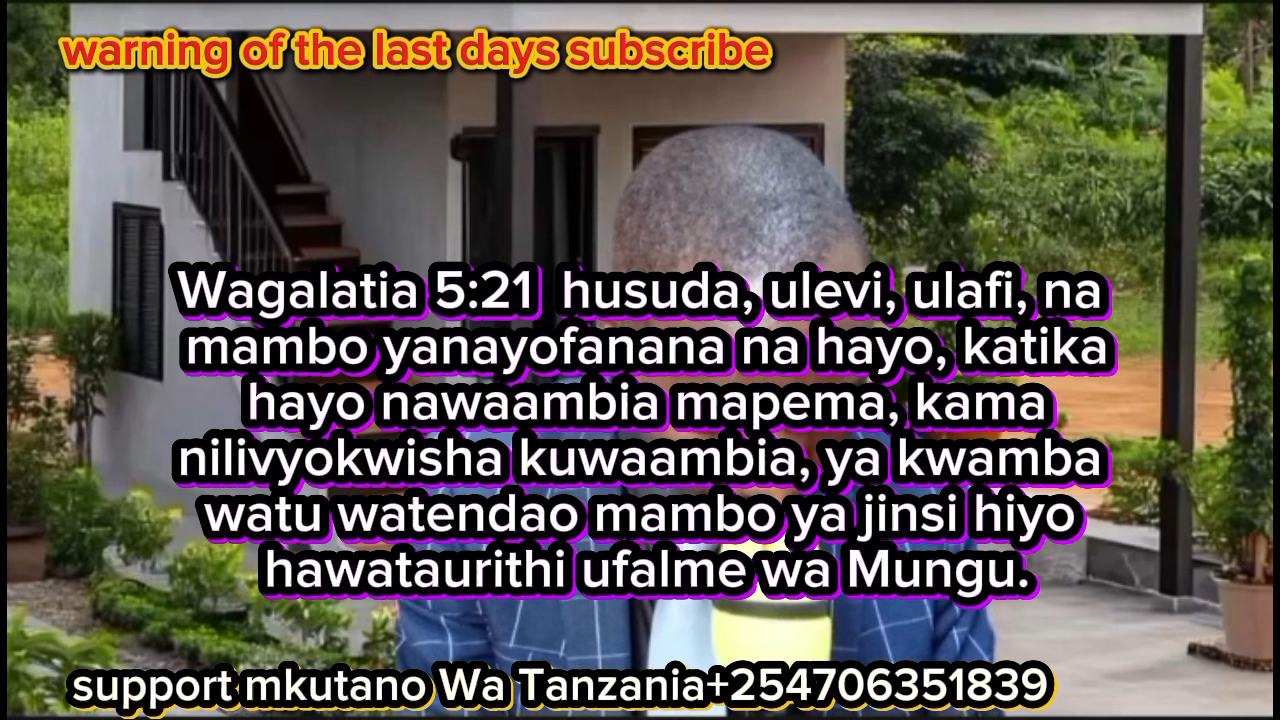 warning of the last days subscribe
Wagalatia 5:21 husuda, ulevi, ulafi, na
mambo yanayofanana na hayo, katika
hayo nawaambia mapema, kama
nilivyokwisha kuwaambia, ya kwamba
watu watendao mambo ya jinsi hiyo
hawataurithi ufalme wa Mungu.
support mkutano Wa Tanzania+254706351839